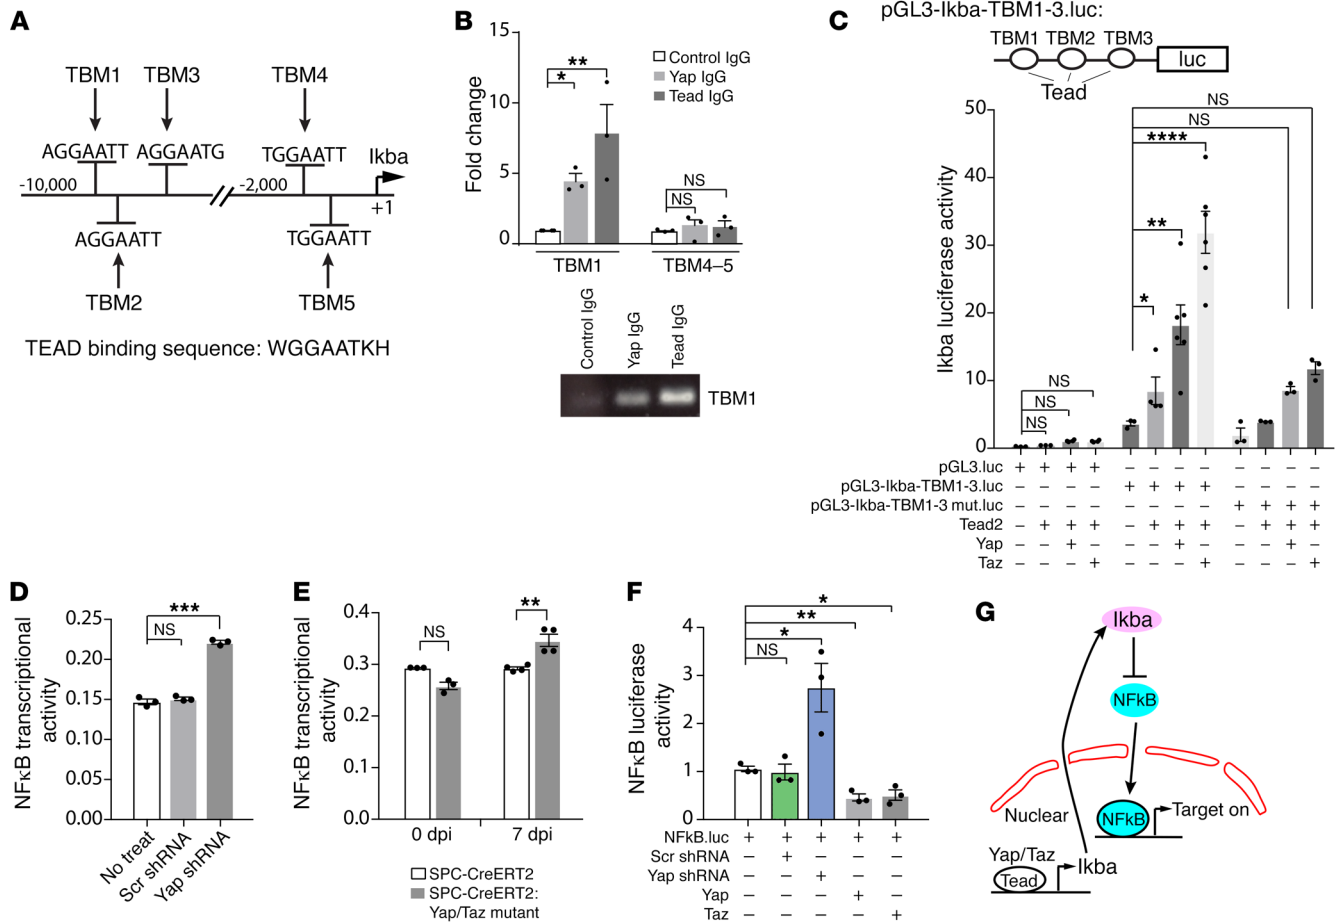 A
TBM1 TBM3 TBM4
AGGAATT AGGAATG TGGAATT Ikba
-10,000 -2,000 +1
AGGAATT TGGAATT
TBM2 TBM5
TEAD binding sequence: WGGAATKH
B
Fold change
15
10
5
0
Control IgG
Yap IgG
Tead IgG
* **
NS
NS
TBM1 TBM4–5
Control IgG Yap IgG Tead IgG
TBM1
C
pGL3-Ikba-TBM1-3.luc:
TBM1 TBM2 TBM3
luc
Tead
Ikba luciferase activity
50
40
30
20
10
0
NS
NS
****
**
*
NS
NS
NS
pGL3.luc + + + + – – – – – – – –
pGL3-Ikba-TBM1-3.luc – – – – + + + + – – – –
pGL3-Ikba-TBM1-3 mut.luc – – – – – – – – + + + +
Tead2 – + + + – + + + – + + +
Yap – – + – – – + – – – + –
Taz – – – + – – – + – – – +
D
NFκB transcriptional
activity
0.25
0.20
0.15
0.10
0.05
0.00
***
NS
No treat
Scr shRNA
Yap shRNA
E
NFκB transcriptional
activity
0.4
0.3
0.2
0.1
0.0
NS
**
0 dpi 7 dpi
SPC-CreERT2
SPC-CreERT2:
Yap/Taz mutant
F
NFκB luciferase
activity
4
3
2
1
0
*
**
*
NS
NFkB.luc + + + + +
Scr shRNA – + – – –
Yap shRNA – – + – –
Yap – – – + –
Taz – – – – +
G
Ikba
NFkB
Nuclear
NFkB
Target on
Yap/Taz
Tead
Ikba